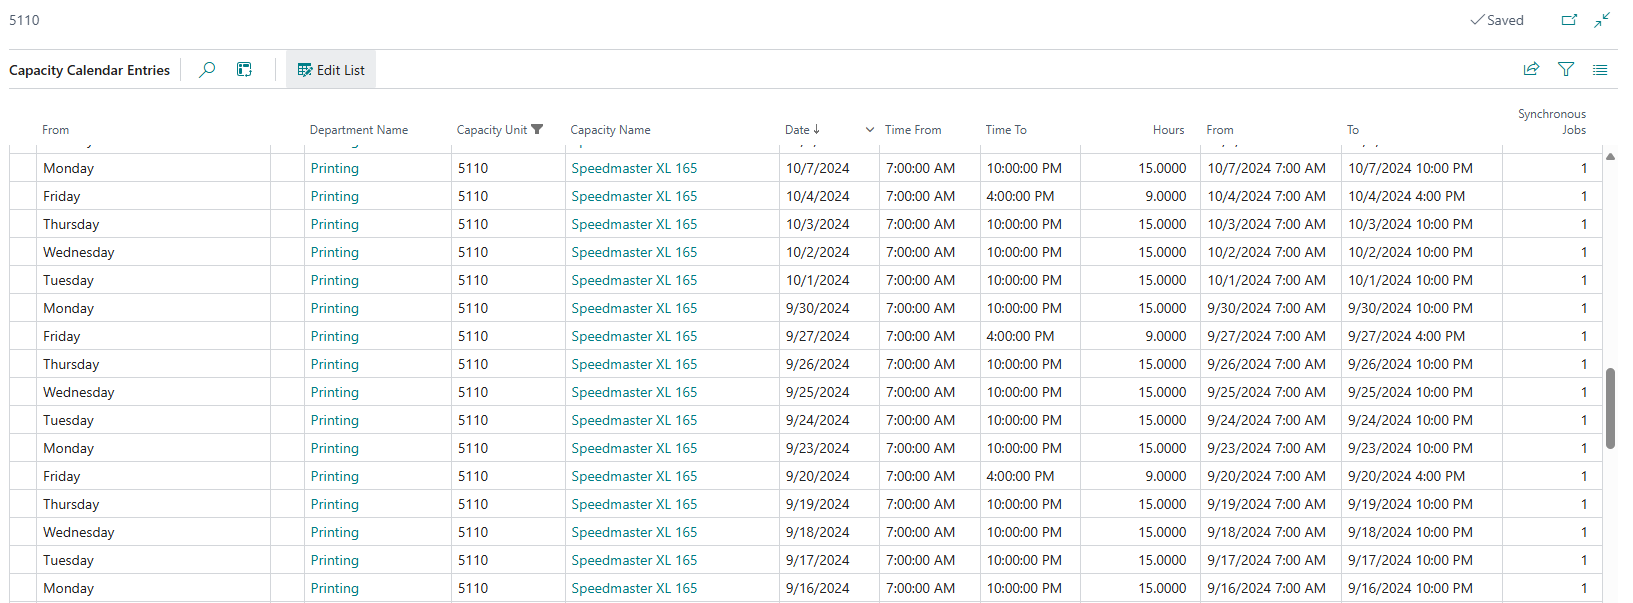 5110
Saved
Capacity Calendar Entries Edit List
From Department Name Capacity Unit Capacity Name Date Time From Time To Hours From To Synchronous Jobs
Monday Printing 5110 Speedmaster XL 165 10/7/2024 7:00:00 AM 10:00:00 PM 15.0000 10/7/2024 7:00 AM 10/7/2024 10:00 PM 1
Friday Printing 5110 Speedmaster XL 165 10/4/2024 7:00:00 AM 4:00:00 PM 9.0000 10/4/2024 7:00 AM 10/4/2024 4:00 PM 1
Thursday Printing 5110 Speedmaster XL 165 10/3/2024 7:00:00 AM 10:00:00 PM 15.0000 10/3/2024 7:00 AM 10/3/2024 10:00 PM 1
Wednesday Printing 5110 Speedmaster XL 165 10/2/2024 7:00:00 AM 10:00:00 PM 15.0000 10/2/2024 7:00 AM 10/2/2024 10:00 PM 1
Tuesday Printing 5110 Speedmaster XL 165 10/1/2024 7:00:00 AM 10:00:00 PM 15.0000 10/1/2024 7:00 AM 10/1/2024 10:00 PM 1
Monday Printing 5110 Speedmaster XL 165 9/30/2024 7:00:00 AM 10:00:00 PM 15.0000 9/30/2024 7:00 AM 9/30/2024 10:00 PM 1
Friday Printing 5110 Speedmaster XL 165 9/27/2024 7:00:00 AM 4:00:00 PM 9.0000 9/27/2024 7:00 AM 9/27/2024 4:00 PM 1
Thursday Printing 5110 Speedmaster XL 165 9/26/2024 7:00:00 AM 10:00:00 PM 15.0000 9/26/2024 7:00 AM 9/26/2024 10:00 PM 1
Wednesday Printing 5110 Speedmaster XL 165 9/25/2024 7:00:00 AM 10:00:00 PM 15.0000 9/25/2024 7:00 AM 9/25/2024 10:00 PM 1
Tuesday Printing 5110 Speedmaster XL 165 9/24/2024 7:00:00 AM 10:00:00 PM 15.0000 9/24/2024 7:00 AM 9/24/2024 10:00 PM 1
Monday Printing 5110 Speedmaster XL 165 9/23/2024 7:00:00 AM 10:00:00 PM 15.0000 9/23/2024 7:00 AM 9/23/2024 10:00 PM 1
Friday Printing 5110 Speedmaster XL 165 9/20/2024 7:00:00 AM 4:00:00 PM 9.0000 9/20/2024 7:00 AM 9/20/2024 4:00 PM 1
Thursday Printing 5110 Speedmaster XL 165 9/19/2024 7:00:00 AM 10:00:00 PM 15.0000 9/19/2024 7:00 AM 9/19/2024 10:00 PM 1
Wednesday Printing 5110 Speedmaster XL 165 9/18/2024 7:00:00 AM 10:00:00 PM 15.0000 9/18/2024 7:00 AM 9/18/2024 10:00 PM 1
Tuesday Printing 5110 Speedmaster XL 165 9/17/2024 7:00:00 AM 10:00:00 PM 15.0000 9/17/2024 7:00 AM 9/17/2024 10:00 PM 1
Monday Printing 5110 Speedmaster XL 165 9/16/2024 7:00:00 AM 10:00:00 PM 15.0000 9/16/2024 7:00 AM 9/16/2024 10:00 PM 1